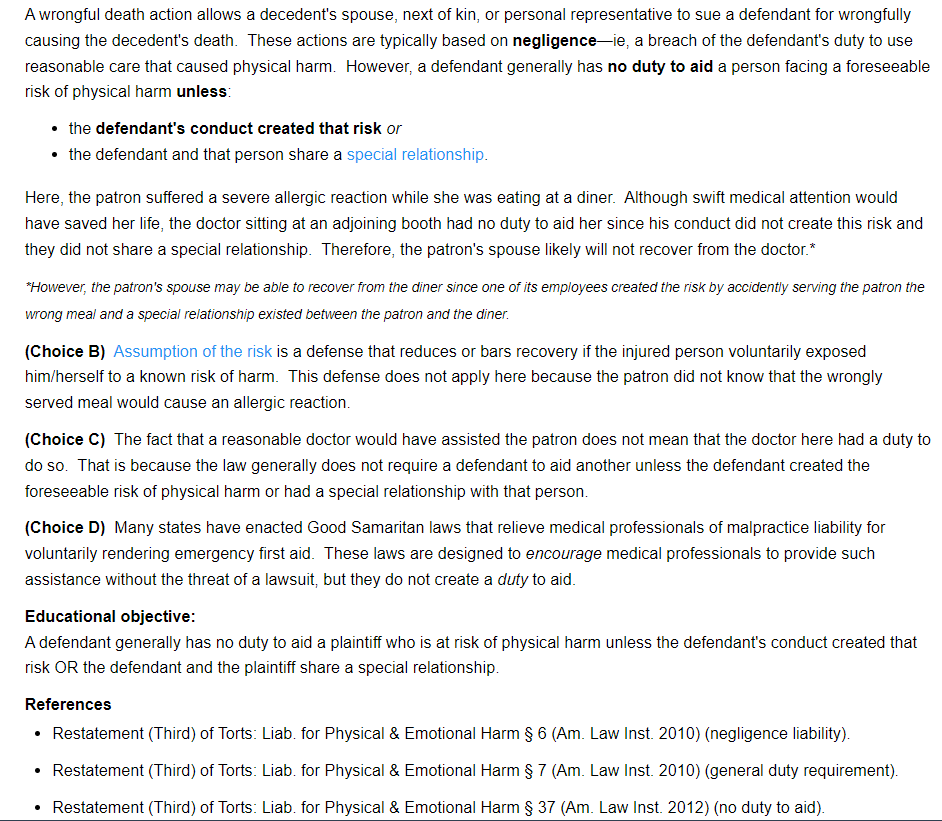 A wrongful death action allows a decedent's spouse, next of kin, or personal representative to sue a defendant for wrongfully
causing the decedent's death. These actions are typically based on negligence—ie, a breach of the defendant's duty to use
reasonable care that caused physical harm. However, a defendant generally has no duty to aid a person facing a foreseeable
risk of physical harm unless:
• the defendant's conduct created that risk or
• the defendant and that person share a special relationship.
Here, the patron suffered a severe allergic reaction while she was eating at a diner. Although swift medical attention would
have saved her life, the doctor sitting at an adjoining booth had no duty to aid her since his conduct did not create this risk and
they did not share a special relationship. Therefore, the patron's spouse likely will not recover from the doctor.*
*However, the patron's spouse may be able to recover from the diner since one of its employees created the risk by accidently serving the patron the
wrong meal and a special relationship existed between the patron and the diner.
(Choice B) Assumption of the risk is a defense that reduces or bars recovery if the injured person voluntarily exposed
him/herself to a known risk of harm. This defense does not apply here because the patron did not know that the wrongly
served meal would cause an allergic reaction.
(Choice C) The fact that a reasonable doctor would have assisted the patron does not mean that the doctor here had a duty to
do so. That is because the law generally does not require a defendant to aid another unless the defendant created the
foreseeable risk of physical harm or had a special relationship with that person.
(Choice D) Many states have enacted Good Samaritan laws that relieve medical professionals of malpractice liability for
voluntarily rendering emergency first aid. These laws are designed to encourage medical professionals to provide such
assistance without the threat of a lawsuit, but they do not create a duty to aid.
Educational objective:
A defendant generally has no duty to aid a plaintiff who is at risk of physical harm unless the defendant's conduct created that
risk OR the defendant and the plaintiff share a special relationship.
References
• Restatement (Third) of Torts: Liab. for Physical & Emotional Harm § 6 (Am. Law Inst. 2010) (negligence liability).
• Restatement (Third) of Torts: Liab. for Physical & Emotional Harm § 7 (Am. Law Inst. 2010) (general duty requirement).
• Restatement (Third) of Torts: Liab. for Physical & Emotional Harm § 37 (Am. Law Inst. 2012) (no duty to aid).